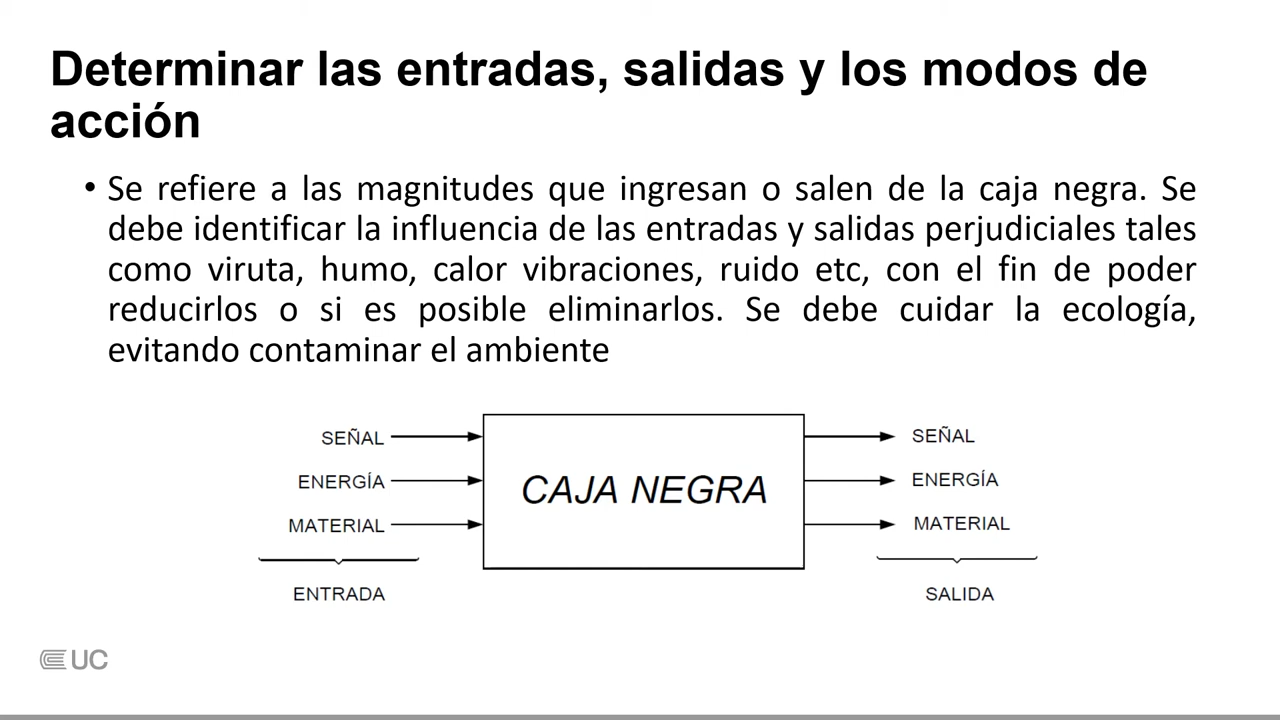 Determinar las entradas, salidas y los modos de
acción
• Se refiere a las magnitudes que ingresan o salen de la caja negra. Se
debe identificar la influencia de las entradas y salidas perjudiciales tales
como viruta, humo, calor vibraciones, ruido etc, con el fin de poder
reducirlos o si es posible eliminarlos. Se debe cuidar la ecología,
evitando contaminar el ambiente
SEÑAL
ENERGÍA
MATERIAL
ENTRADA
CAJA NEGRA
SEÑAL
ENERGÍA
MATERIAL
SALIDA
UC